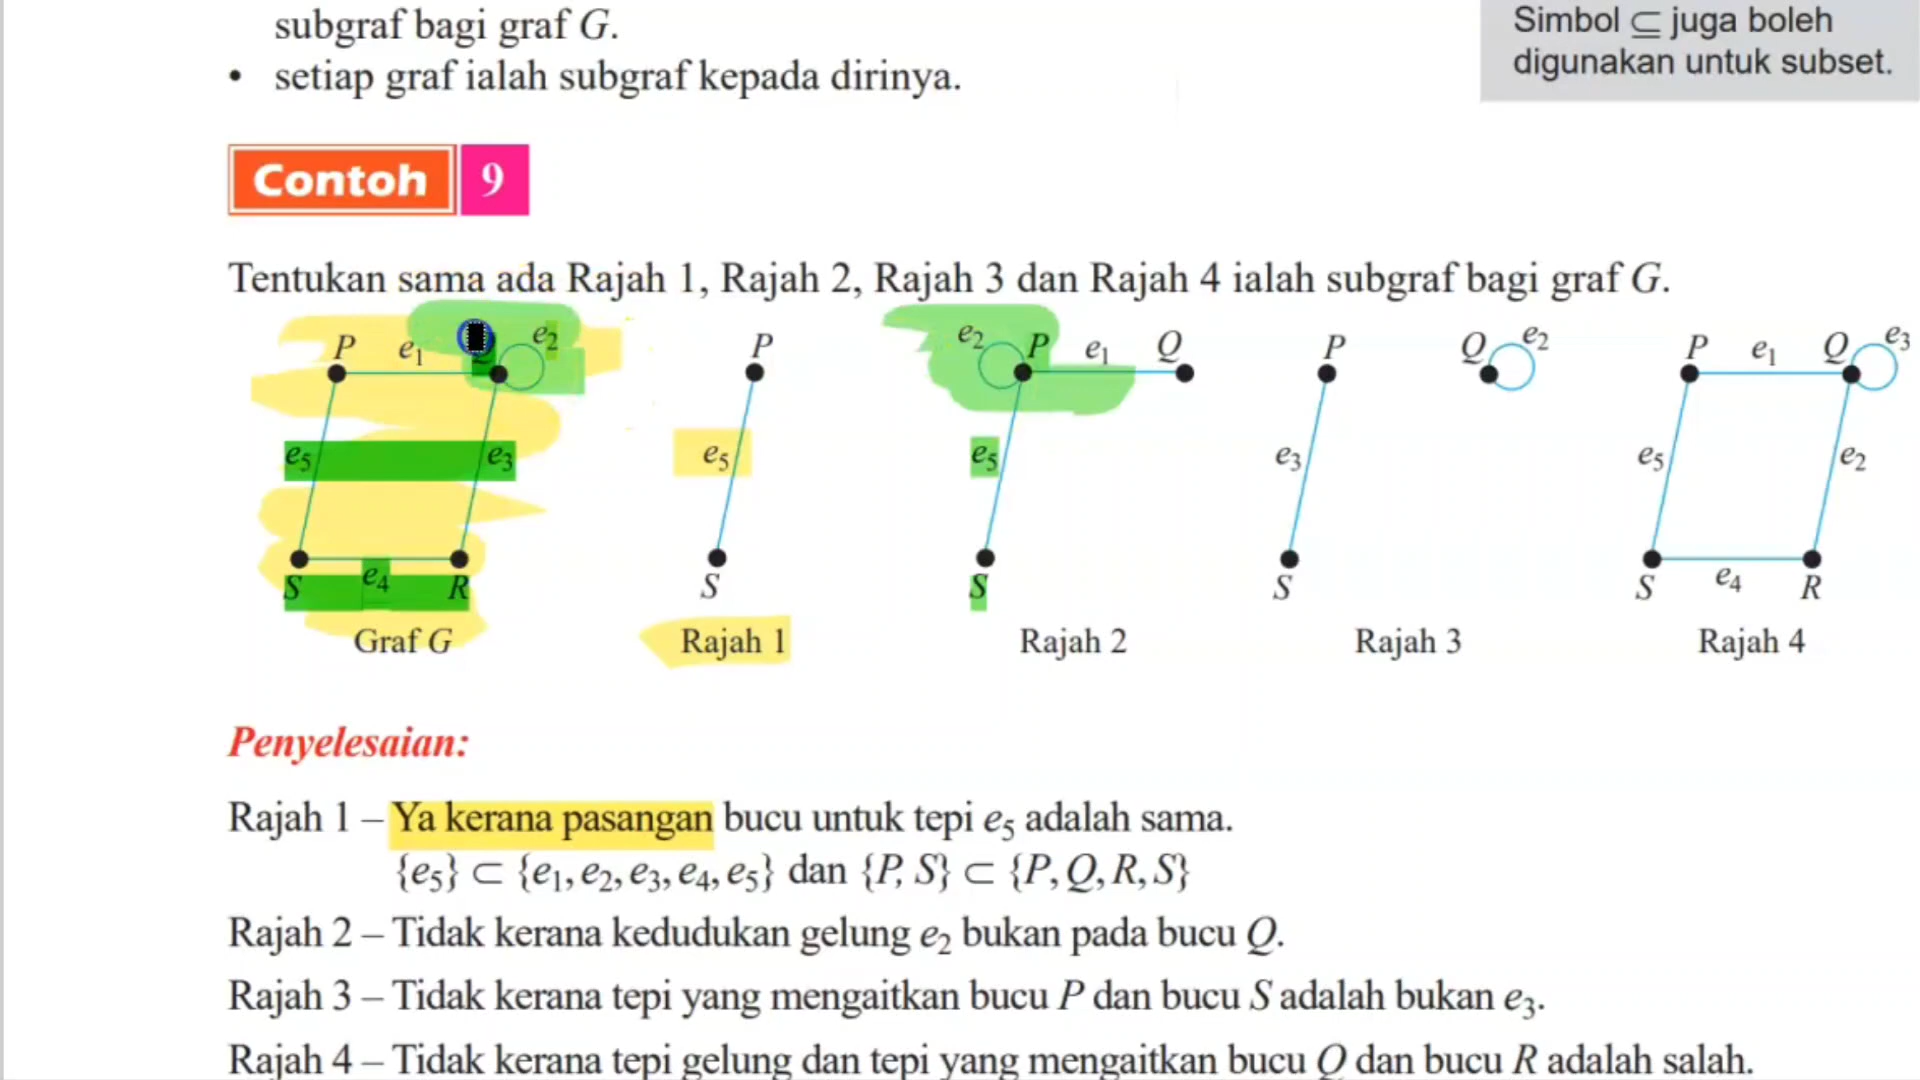 subgraf bagi graf G.
• setiap graf ialah subgraf kepada dirinya.
Simbol ⊆ juga boleh
digunakan untuk subset.
Contoh 9
Tentukan sama ada Rajah 1, Rajah 2, Rajah 3 dan Rajah 4 ialah subgraf bagi graf G.
P e₁ e₂
e₅ e₃
S e₄ R
Graf G
P
e₅
S
Rajah 1
e₂ P e₁ Q
e₅
S
Rajah 2
P Q e₂
e₃
S
Rajah 3
P e₁ Q e₃
e₅ e₂
S e₄ R
Rajah 4
Penyelesaian:
Rajah 1 – Ya kerana pasangan bucu untuk tepi e₅ adalah sama.
{e₅} ⊂ {e₁, e₂, e₃, e₄, e₅} dan {P, S} ⊂ {P, Q, R, S}
Rajah 2 – Tidak kerana kedudukan gelung e₂ bukan pada bucu Q.
Rajah 3 – Tidak kerana tepi yang mengaitkan bucu P dan bucu S adalah bukan e₃.
Rajah 4 – Tidak kerana tepi gelung dan tepi yang mengaitkan bucu Q dan bucu R adalah salah.